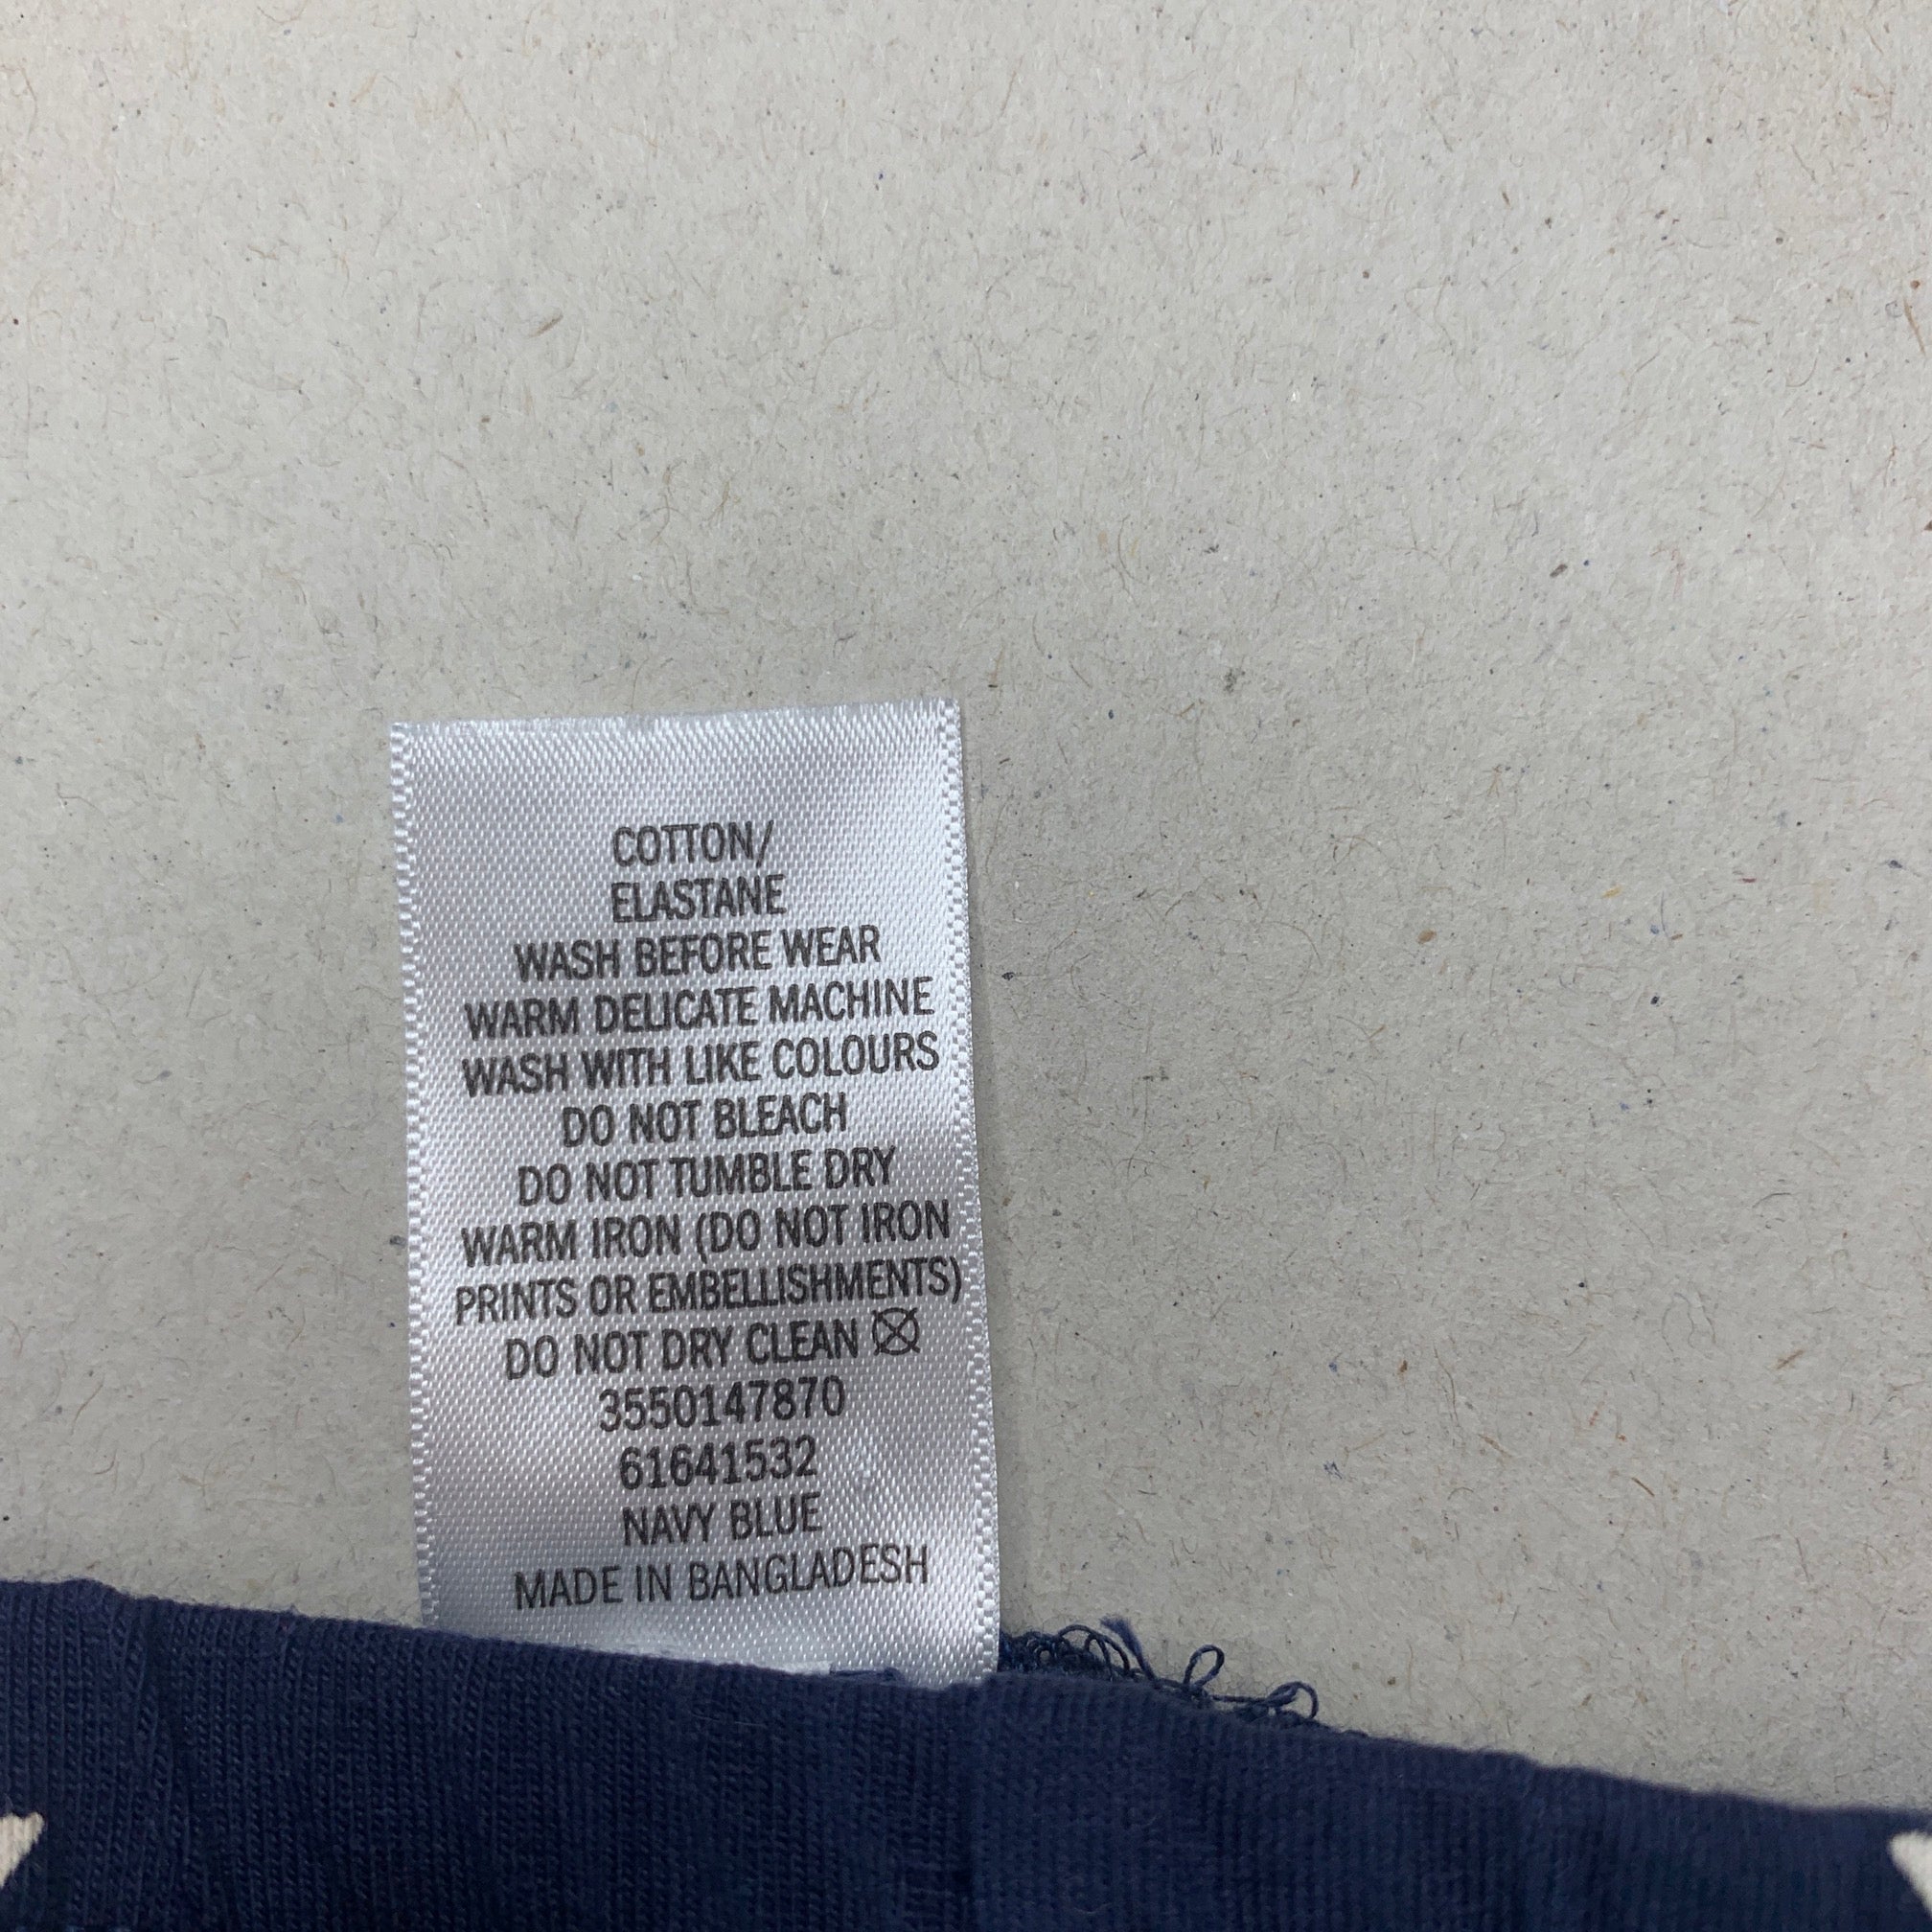 COTTON/
ELASTANE
WASH BEFORE WEAR
WARM DELICATE MACHINE
WASH WITH LIKE COLOURS
DO NOT BLEACH
DO NOT TUMBLE DRY
WARM IRON (DO NOT IRON
PRINTS OR EMBELLISHMENTS)
DO NOT DRY CLEAN
3550147870
61641532
NAVY BLUE
MADE IN BANGLADESH